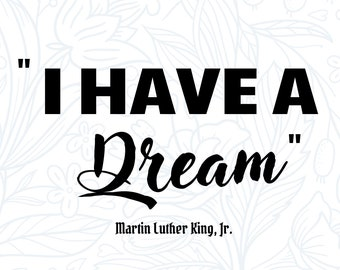 " I HAVE A
Dream"
Martin Luther King, Jr.